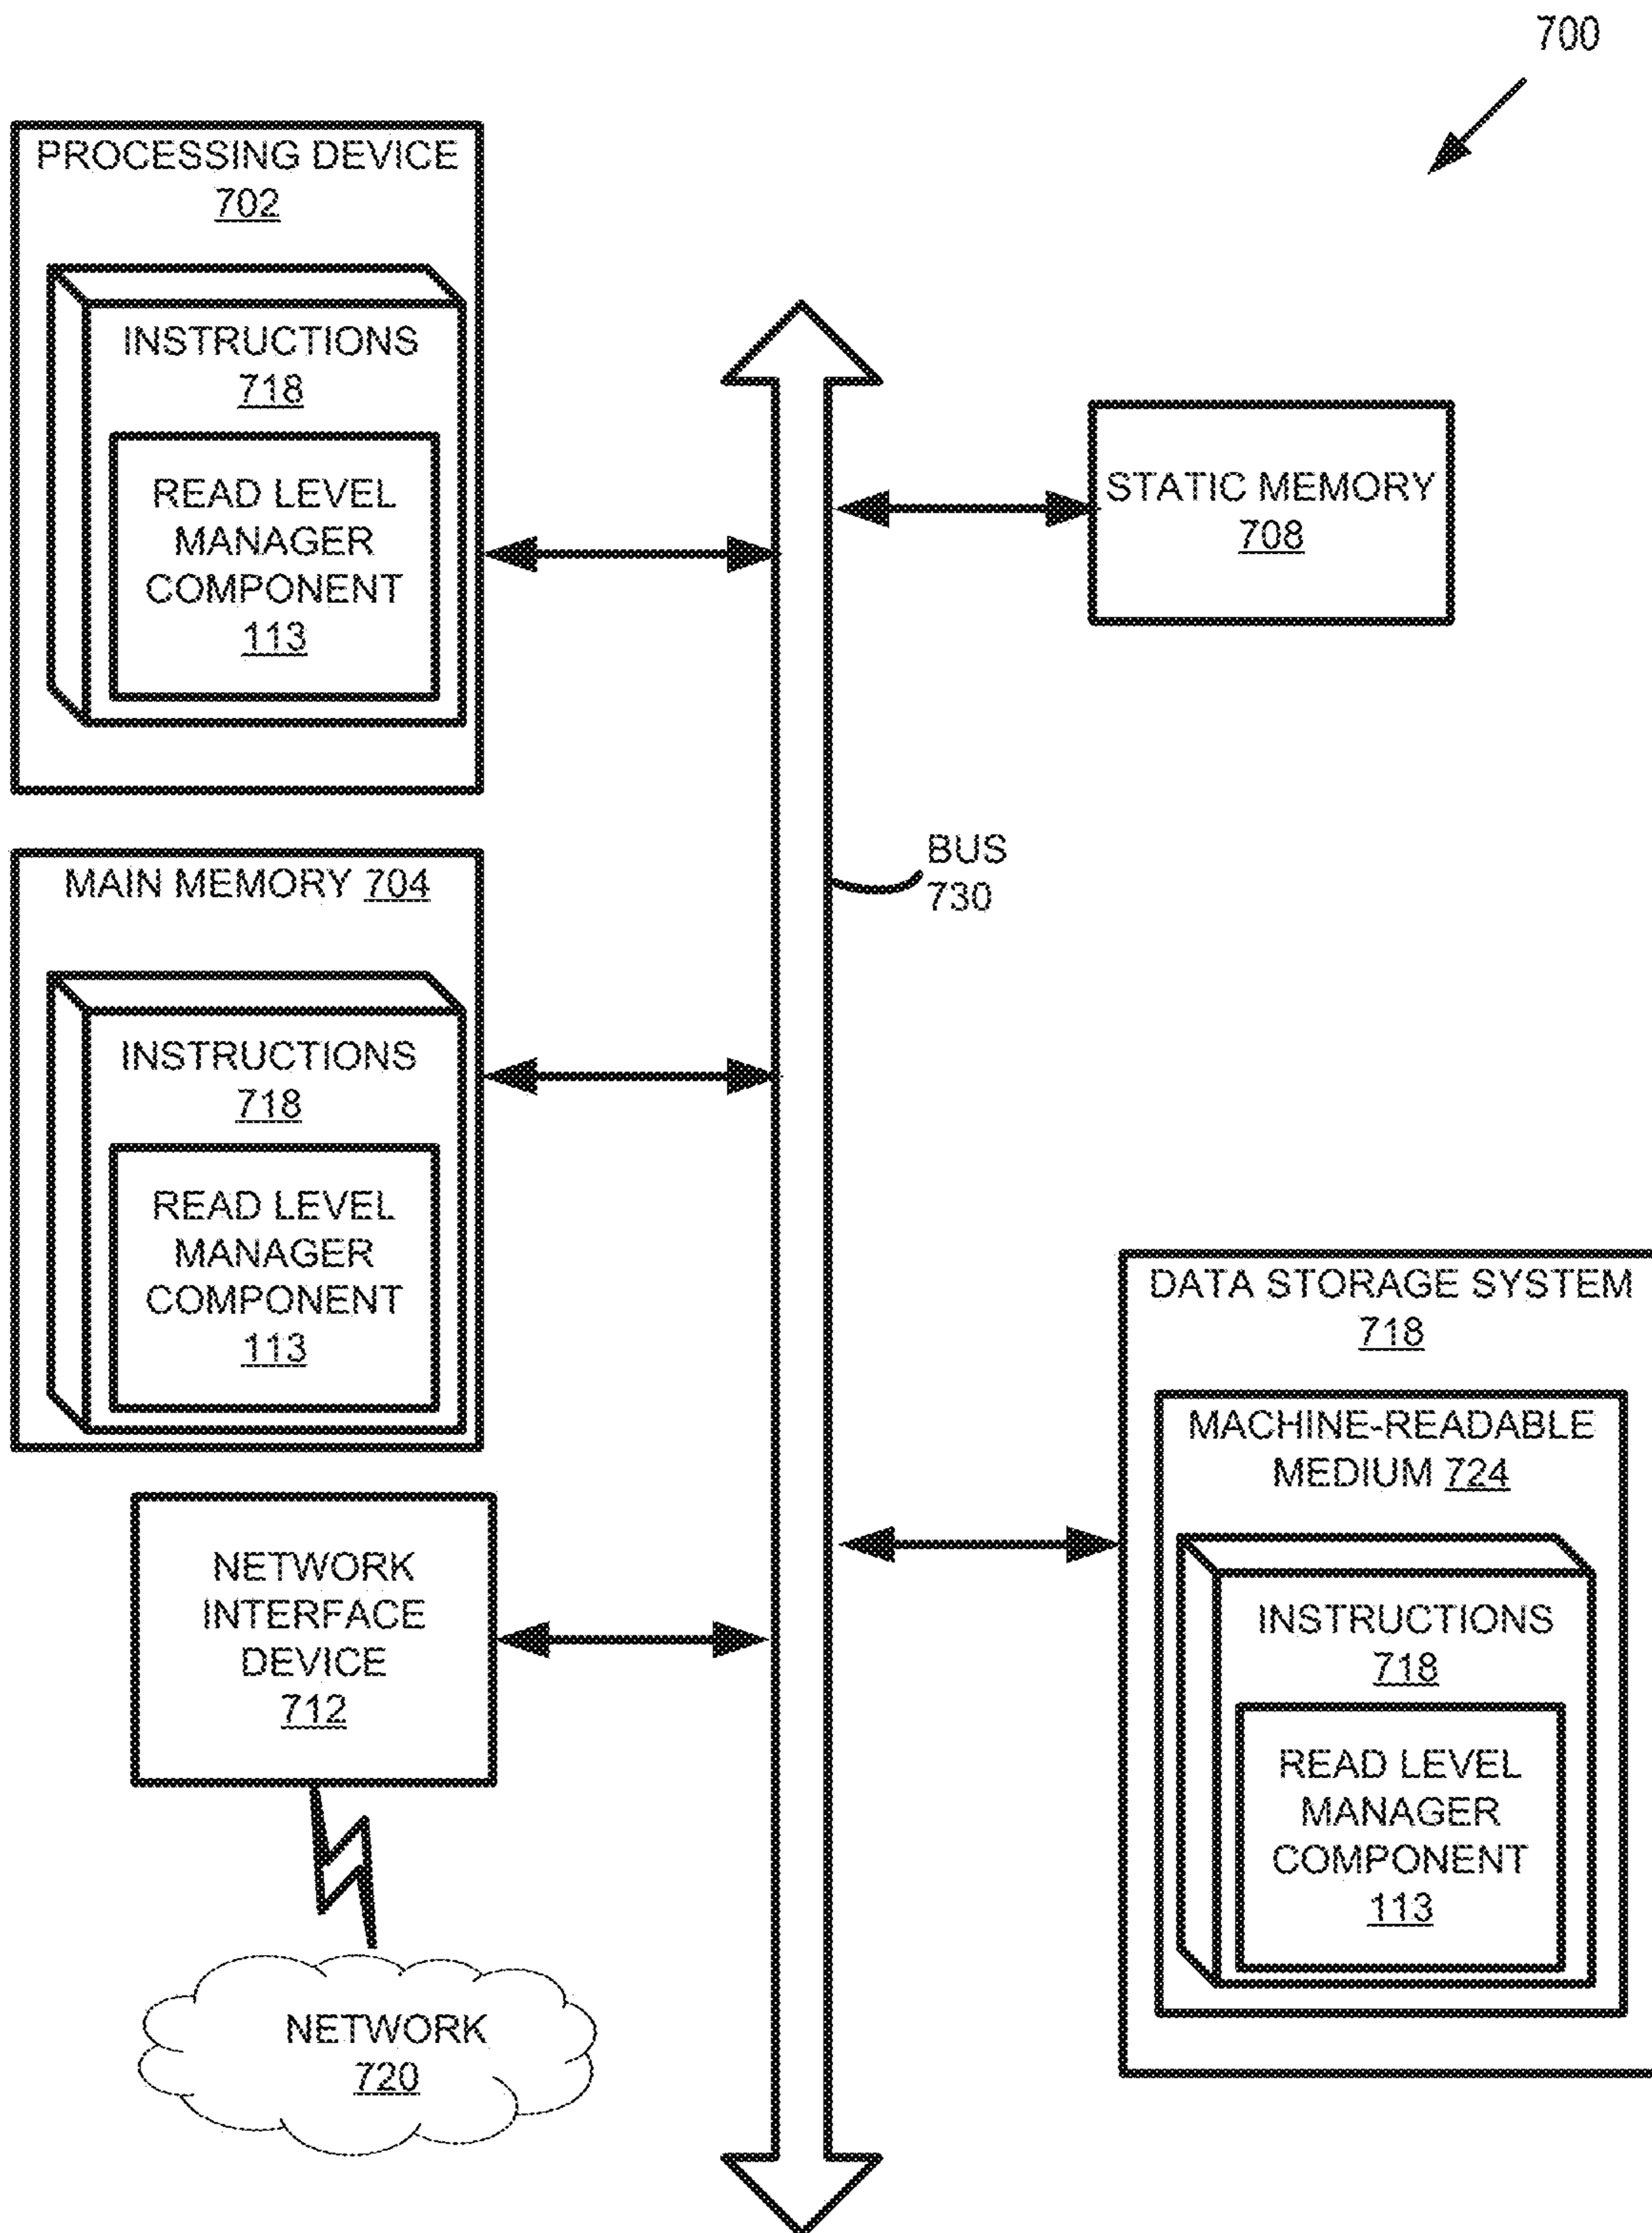 700
PROCESSING DEVICE
702
INSTRUCTIONS
718
READ LEVEL
MANAGER
COMPONENT
113
STATIC MEMORY
708
BUS
730
MAIN MEMORY 704
INSTRUCTIONS
718
READ LEVEL
MANAGER
COMPONENT
113
DATA STORAGE SYSTEM
718
MACHINE-READABLE
MEDIUM 724
INSTRUCTIONS
718
READ LEVEL
MANAGER
COMPONENT
113
NETWORK
INTERFACE
DEVICE
712
NETWORK
720